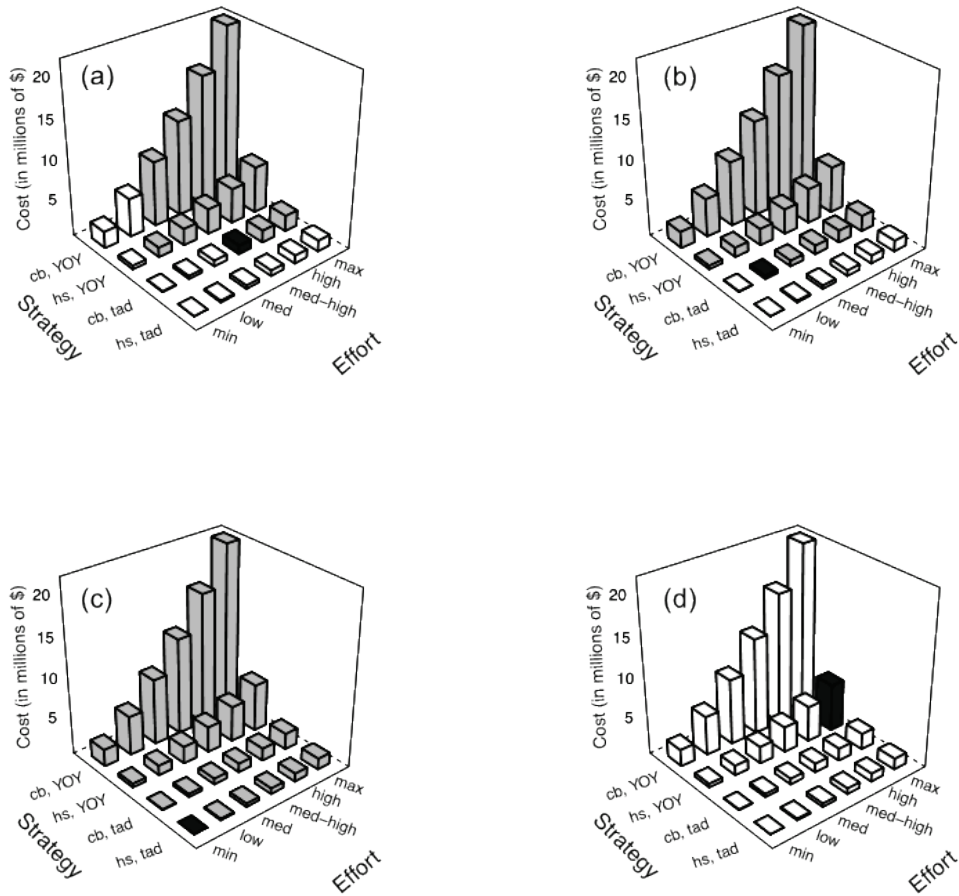 (a)
Cost (in millions of $)
20
15
10
5
cb, YOY
hs, YOY
cb, tad
hs, tad
Strategy
min
low
med
med–high
high
max
Effort
(b)
Cost (in millions of $)
20
15
10
5
cb, YOY
hs, YOY
cb, tad
hs, tad
Strategy
min
low
med
med–high
high
max
Effort
(c)
Cost (in millions of $)
20
15
10
5
cb, YOY
hs, YOY
cb, tad
hs, tad
Strategy
min
low
med
med–high
high
max
Effort
(d)
Cost (in millions of $)
20
15
10
5
cb, YOY
hs, YOY
cb, tad
hs, tad
Strategy
min
low
med
med–high
high
max
Effort